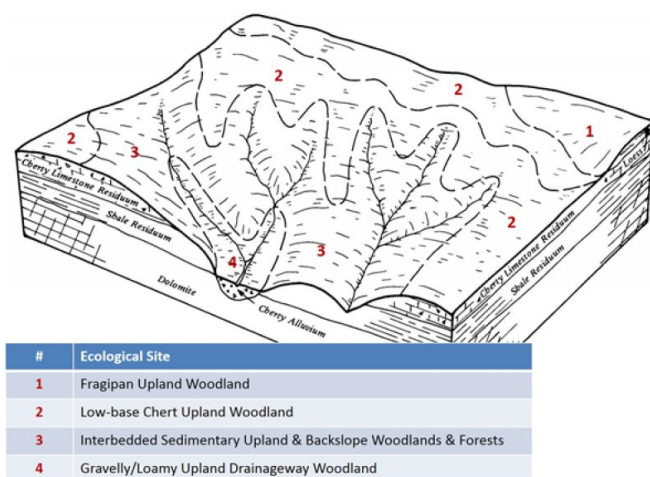 2
2
1
2
3
Loess
Cherty Limestone Residuum
Shale Residuum
2
Cherty Limestone Residuum
Shale Residuum
3
4
Dolomite
Cherty Alluvium
# Ecological Site
1 Fragipan Upland Woodland
2 Low-base Chert Upland Woodland
3 Interbedded Sedimentary Upland & Backslope Woodlands & Forests
4 Gravelly/Loamy Upland Drainageway Woodland